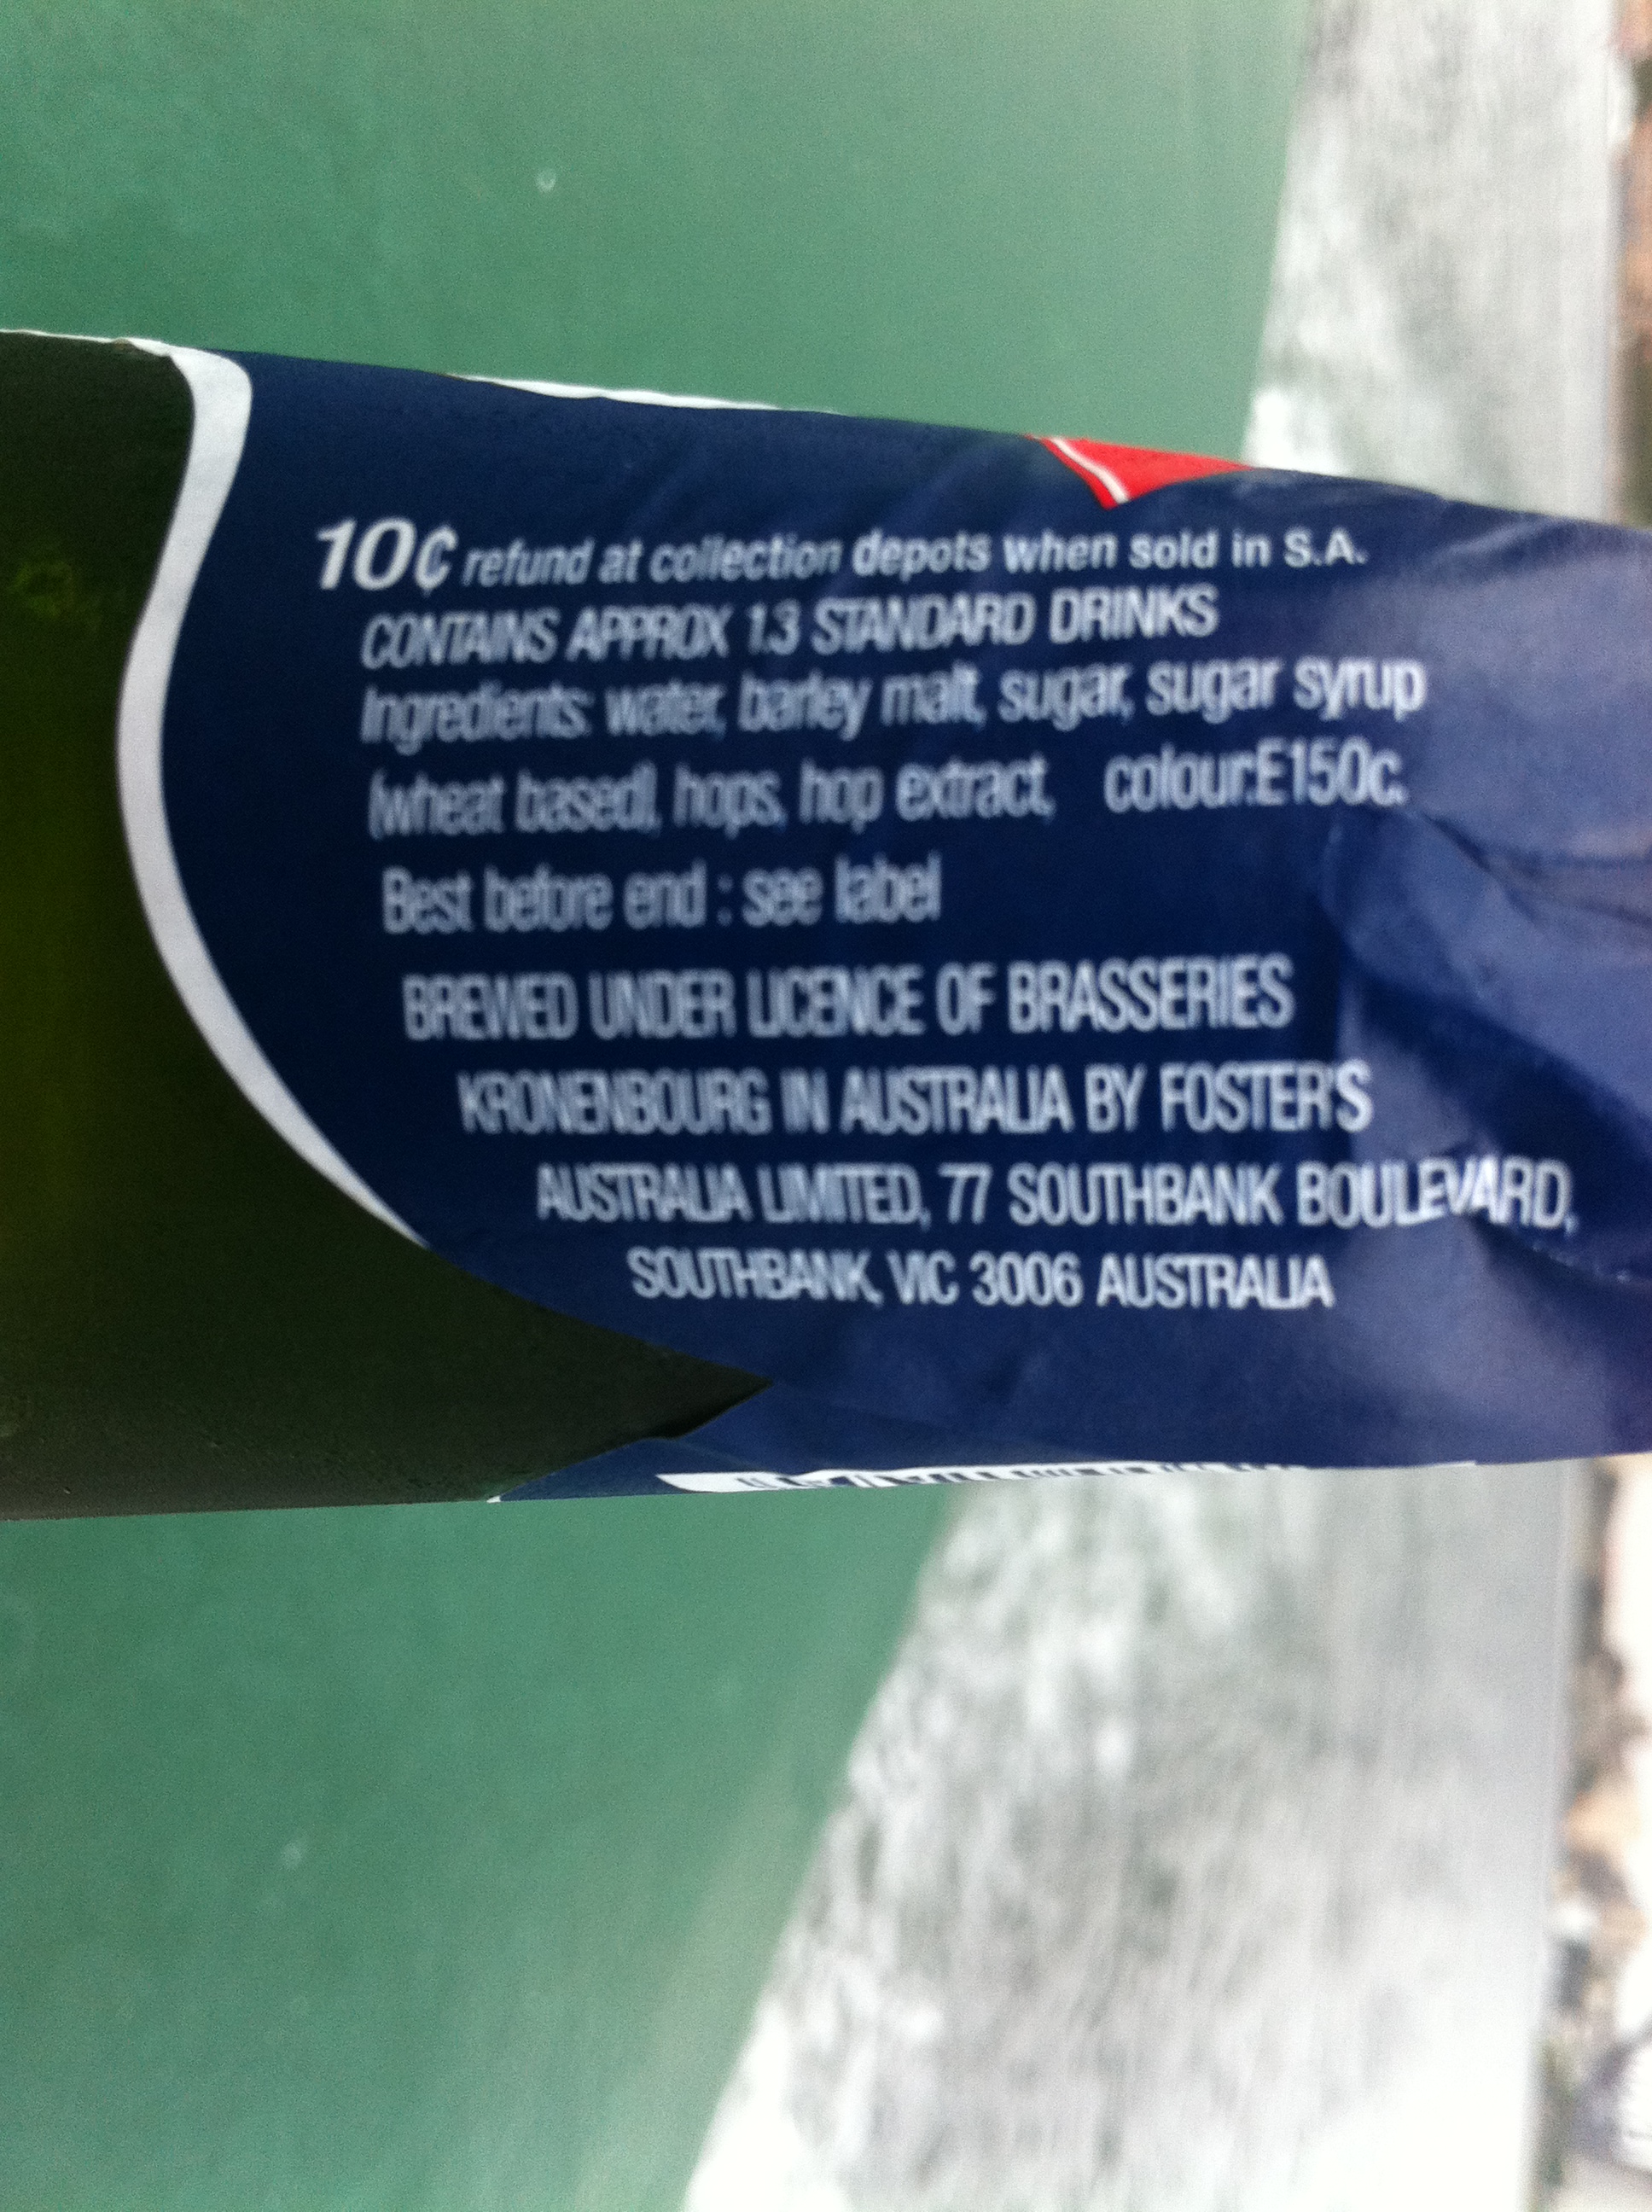 10¢ refund at collection depots when sold in S.A.
CONTAINS APPROX 1.3 STANDARD DRINKS
Ingredients: water, barley malt, sugar, sugar syrup
(wheat based), hops, hop extract, colour:E150c.
Best before end : see label
BREWED UNDER LICENCE OF BRASSERIES
KRONENBOURG IN AUSTRALIA BY FOSTER'S
AUSTRALIA LIMITED, 77 SOUTHBANK BOULEVARD,
SOUTHBANK, VIC 3006 AUSTRALIA